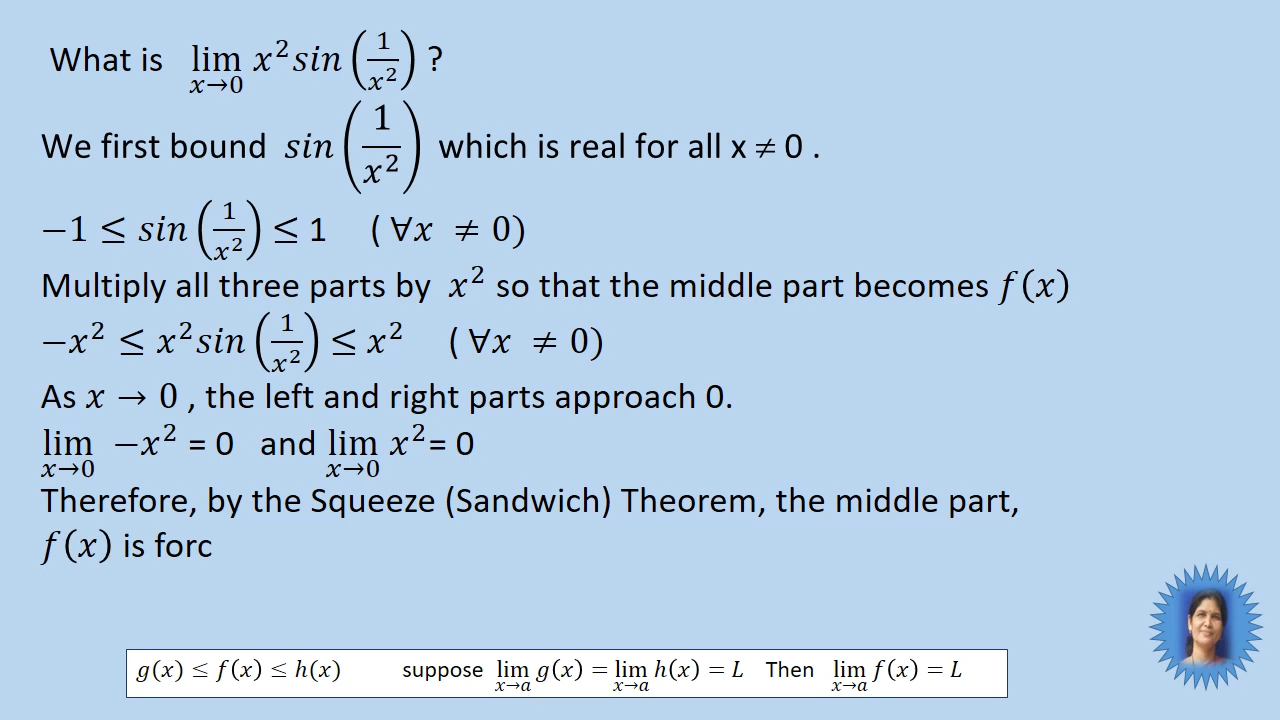 What is lim x→0 x² sin(1/x²) ?
We first bound sin(1/x²) which is real for all x ≠ 0 .
−1 ≤ sin(1/x²) ≤ 1 ( ∀x ≠ 0)
Multiply all three parts by x² so that the middle part becomes f(x)
−x² ≤ x² sin(1/x²) ≤ x² ( ∀x ≠ 0)
As x → 0 , the left and right parts approach 0.
lim x→0 −x² = 0 and lim x→0 x² = 0
Therefore, by the Squeeze (Sandwich) Theorem, the middle part,
f(x) is forc
g(x) ≤ f(x) ≤ h(x) suppose lim x→a g(x) = lim x→a h(x) = L Then lim x→a f(x) = L